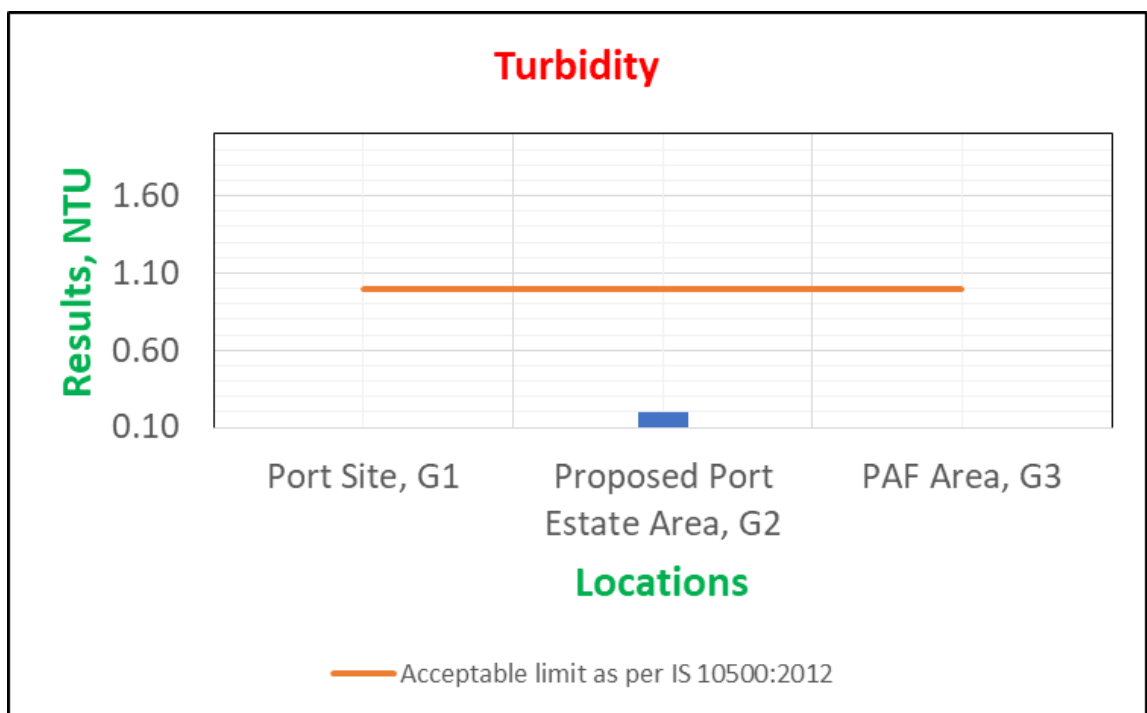 Turbidity
Results, NTU
1.60
1.10
0.60
0.10
Port Site, G1
Proposed Port
Estate Area, G2
PAF Area, G3
Locations
Acceptable limit as per IS 10500:2012